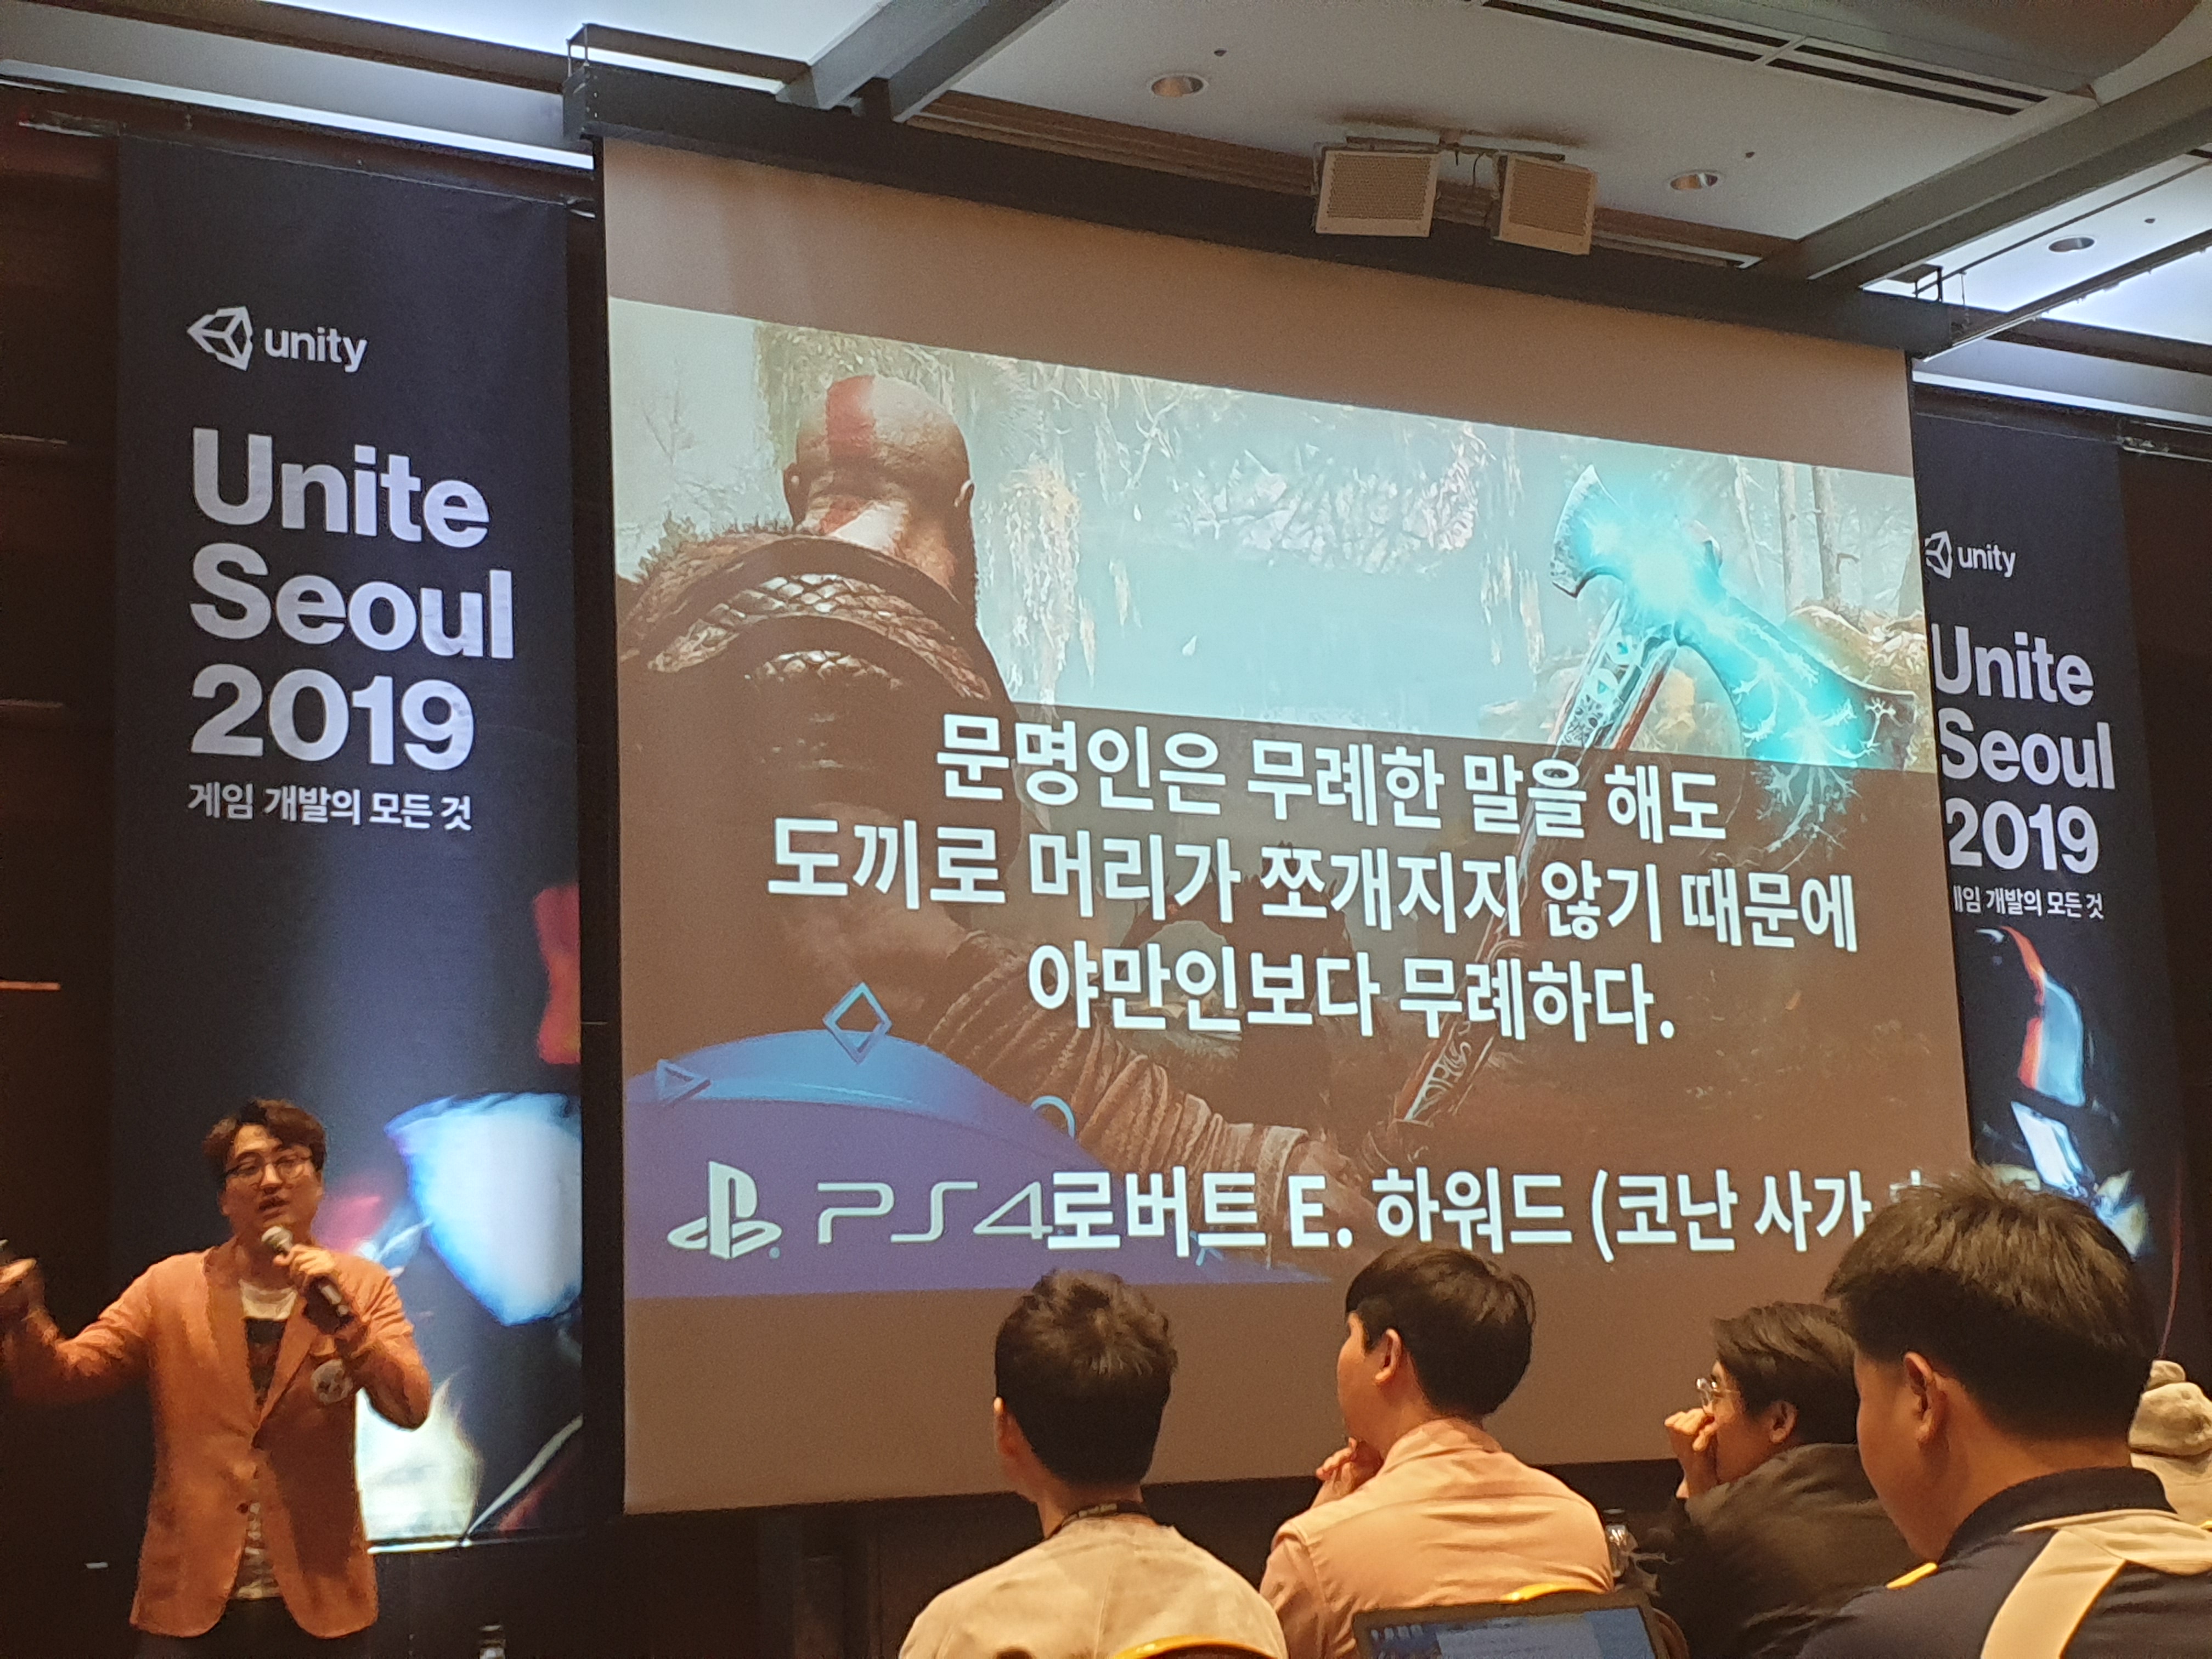 unity
Unite
Seoul
2019
게임 개발의 모든 것
문명인은 무례한 말을 해도
도끼로 머리가 쪼개지지 않기 때문에
야만인보다 무례하다.
PS4
로버트 E. 하워드 (코난 사가
unity
Unite
Seoul
2019
개발의 모든 것